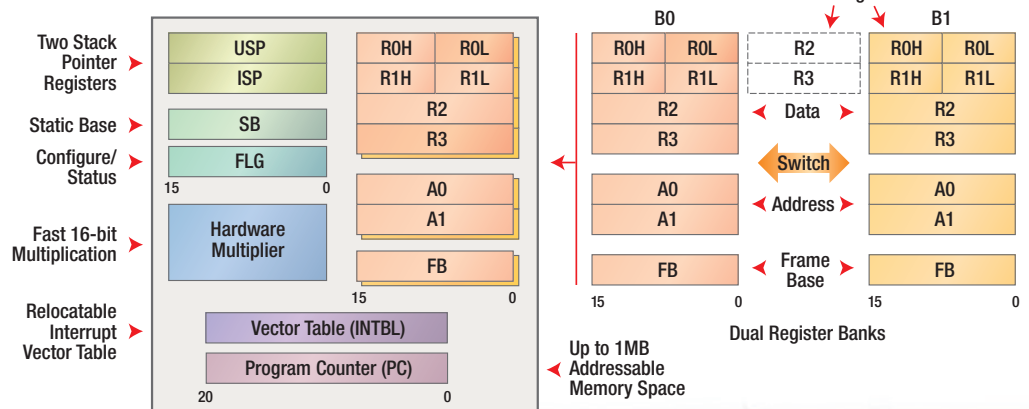 B0
B1
Two Stack
Pointer
Registers
USP
ISP
R0H
R0L
R1H
R1L
R2
R3
R0H
R0L
R1H
R1L
R2
R3
R2
R3
R0H
R0L
R1H
R1L
R2
R3
Data
Static Base
SB
Configure/
Status
FLG
15
0
Switch
A0
A1
A0
A1
Address
A0
A1
Fast 16-bit
Multiplication
Hardware
Multiplier
FB
15
0
FB
15
0
Frame
Base
FB
15
0
Relocatable
Interrupt
Vector Table
Vector Table (INTBL)
Program Counter (PC)
20
0
Dual Register Banks
Up to 1MB
Addressable
Memory Space